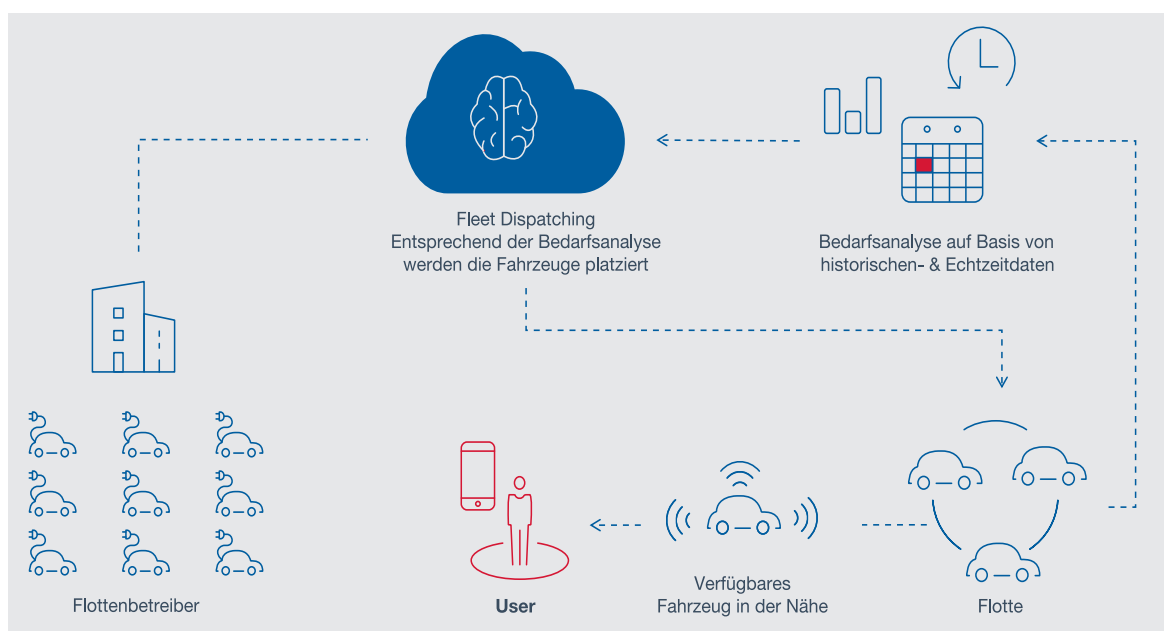 Fleet Dispatching
Entsprechend der Bedarfsanalyse
werden die Fahrzeuge platziert
Bedarfsanalyse auf Basis von
historischen- & Echtzeitdaten
Flottenbetreiber
User
Verfügbares
Fahrzeug in der Nähe
Flotte